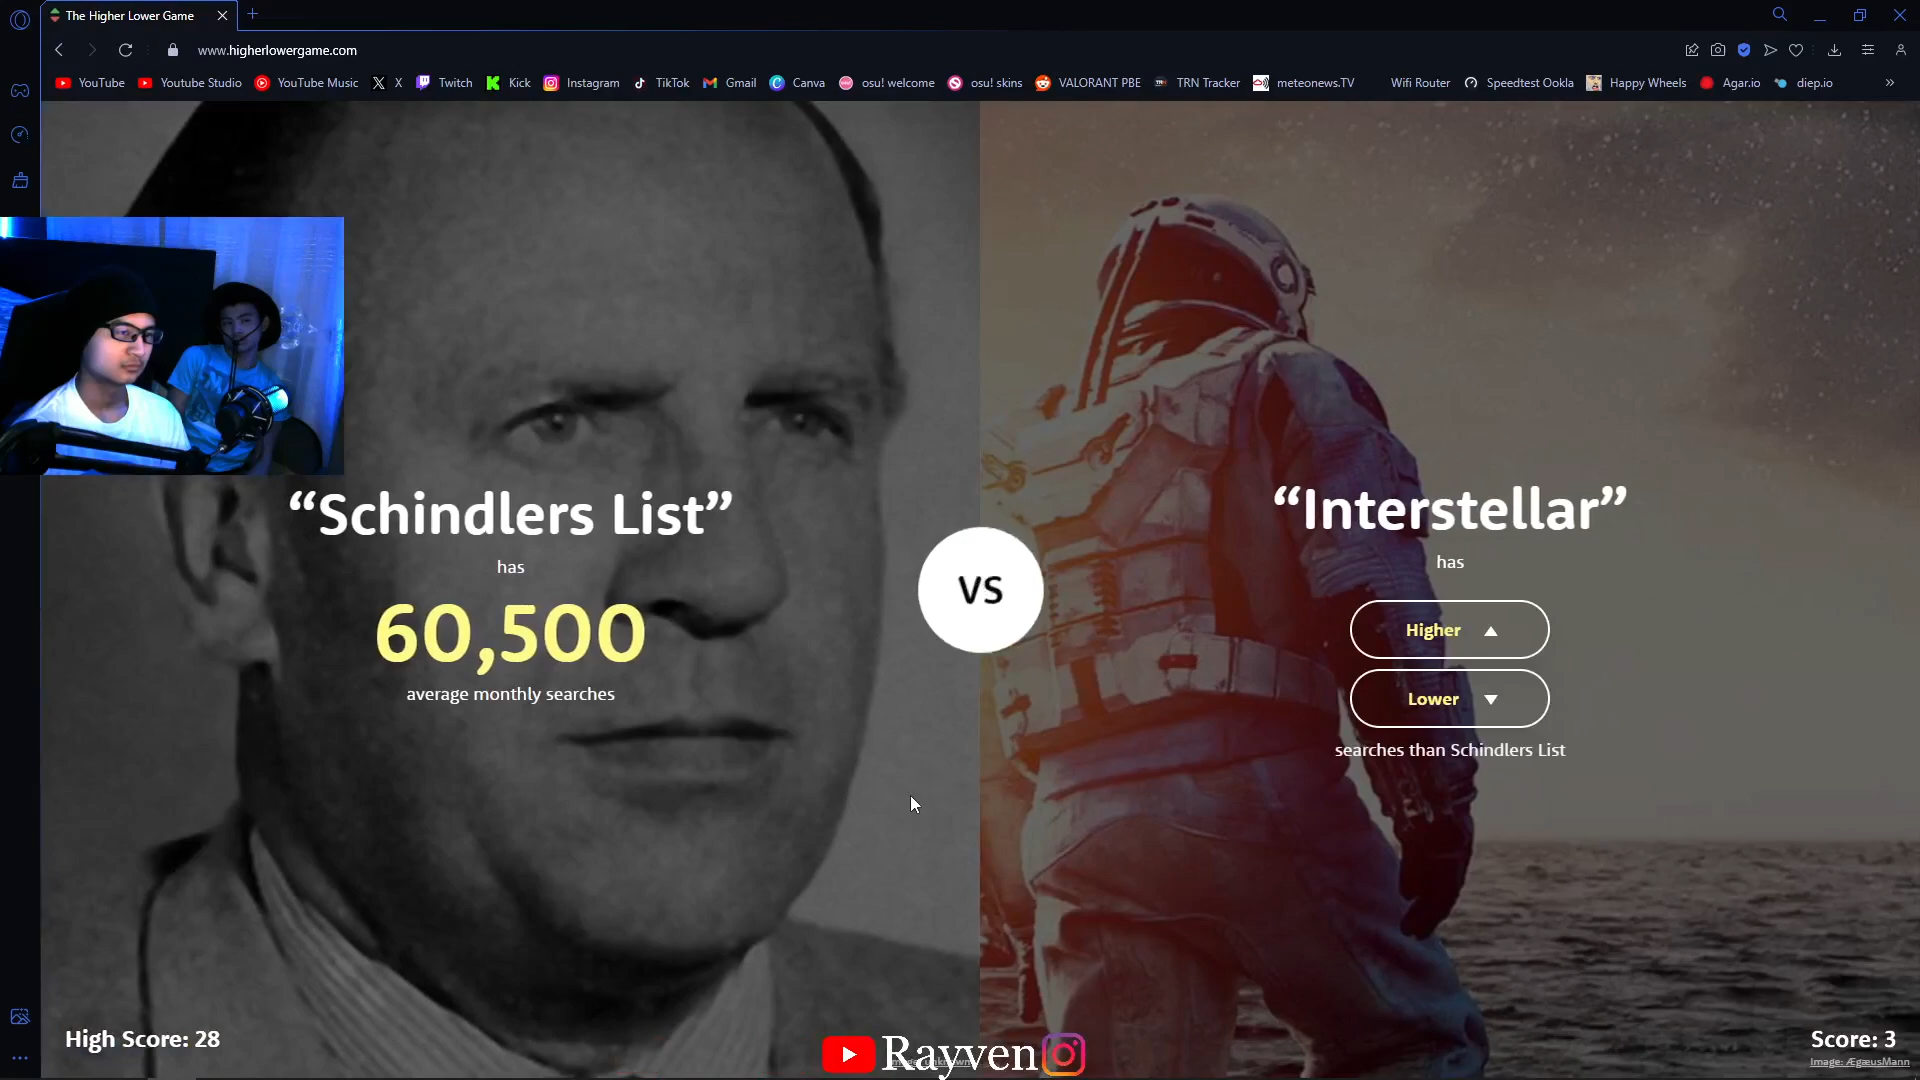 The Higher Lower Game
www.higherlowergame.com
YouTube Youtube Studio YouTube Music X Twitch Kick Instagram TikTok Gmail Canva osu! welcome osu! skins VALORANT PBE TRN Tracker meteonews.TV Wifi Router Speedtest Ookla Happy Wheels Agar.io diep.io »
“Schindlers List”
has
60,500
average monthly searches
VS
“Interstellar”
has
Higher
Lower
searches than Schindlers List
High Score: 28
Rayven
Score: 3
Image: ÆgæusMann